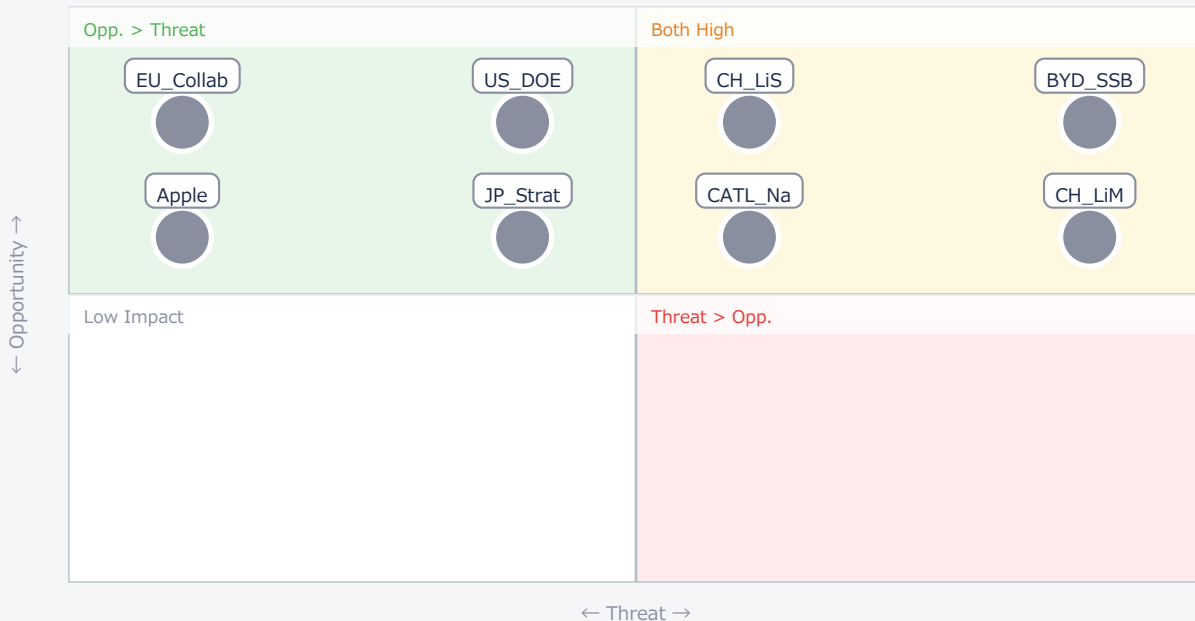 Opp. > Threat
Both High
EU_Collab
US_DOE
CH_LiS
BYD_SSB
Apple
JP_Strat
CATL_Na
CH_LiM
← Opportunity →
Low Impact
Threat > Opp.
← Threat →